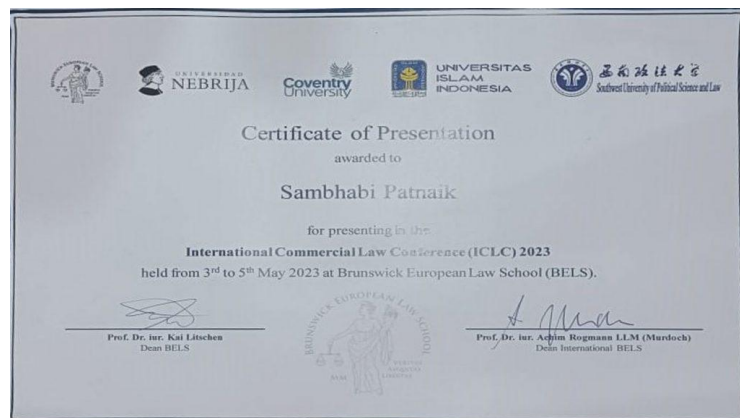 UNIVERSIDAD
NEBRIJA
Coventry
University
UNIVERSITAS
ISLAM
INDONESIA
西南政法大学
Southwest University of Political Science and Law
Certificate of Presentation
awarded to
Sambhabi Patnaik
for presenting in the
International Commercial Law Conference (ICLC) 2023
held from 3rd to 5th May 2023 at Brunswick European Law School (BELS).
BRUNSWICK EUROPEAN LAW SCHOOL
Prof. Dr. iur. Kai Litschen
Dean BELS
Prof. Dr. iur. Achim Rogmann LLM (Murdoch)
Dean International BELS